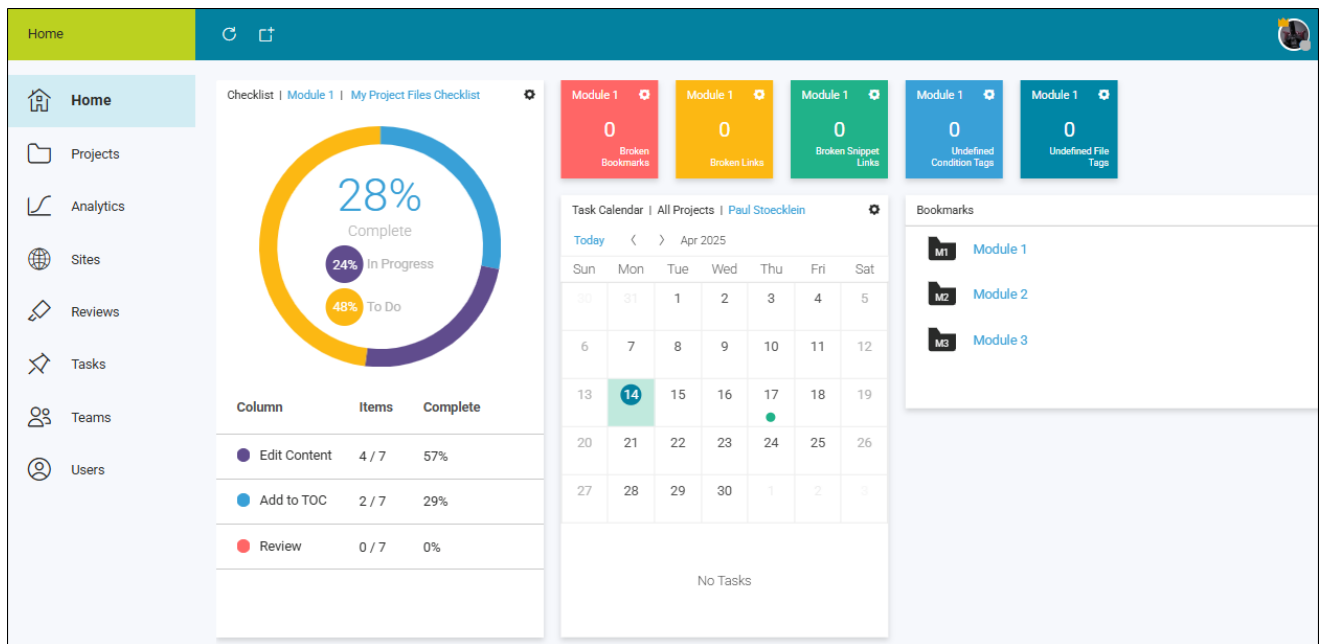 Home
Home
Projects
Analytics
Sites
Reviews
Tasks
Teams
Users
Checklist | Module 1 | My Project Files Checklist
28%
Complete
24% In Progress
48% To Do
Column Items Complete
Edit Content 4 / 7 57%
Add to TOC 2 / 7 29%
Review 0 / 7 0%
Module 1
0
Broken
Bookmarks
Module 1
0
Broken Links
Module 1
0
Broken Snippet
Links
Module 1
0
Undefined
Condition Tags
Module 1
0
Undefined File
Tags
Task Calendar | All Projects | Paul Stoecklein
Today < > Apr 2025
Sun Mon Tue Wed Thu Fri Sat
30 31 1 2 3 4 5
6 7 8 9 10 11 12
13 14 15 16 17 18 19
20 21 22 23 24 25 26
27 28 29 30 1 2 3
No Tasks
Bookmarks
M1 Module 1
M2 Module 2
M3 Module 3